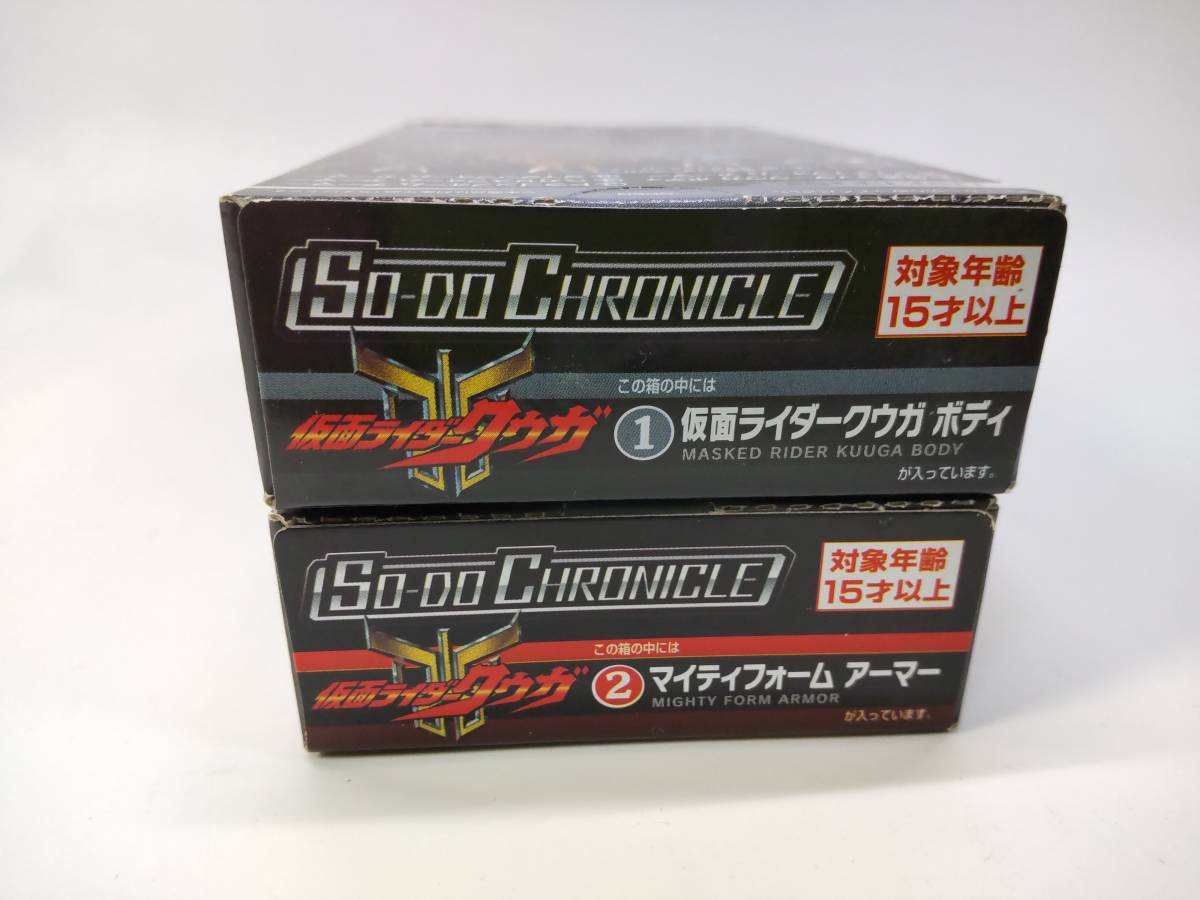 SO-DO CHRONICLE
対象年齢
15才以上
この箱の中には
仮面ライダークウガ
1 仮面ライダークウガ ボディ
MASKED RIDER KUUGA BODY
が入っています。
SO-DO CHRONICLE
対象年齢
15才以上
この箱の中には
仮面ライダークウガ
2 マイティフォーム アーマー
MIGHTY FORM ARMOR
が入っています。